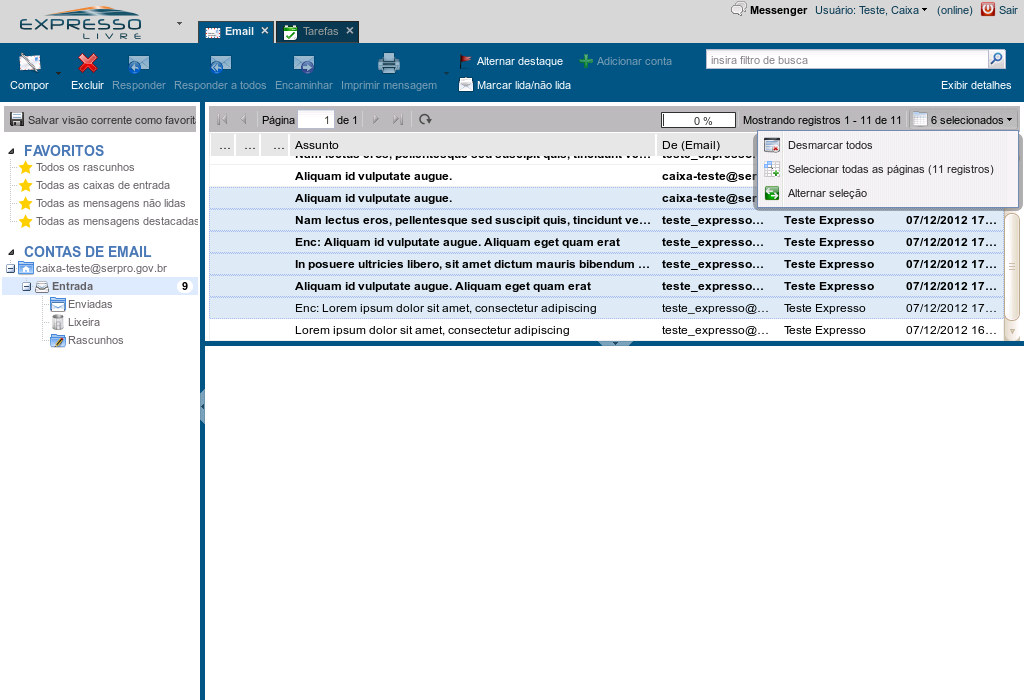 EXPRESSO
LIVRE
Email
Tarefas
Messenger
Usuário: Teste, Caixa
(online)
Sair
Compor
Excluir
Responder
Responder a todos
Encaminhar
Imprimir mensagem
Alternar destaque
Marcar lida/não lida
Adicionar conta
insira filtro de busca
Exibir detalhes
Salvar visão corrente como favorit
FAVORITOS
Todos os rascunhos
Todas as caixas de entrada
Todas as mensagens não lidas
Todas as mensagens destacadas
CONTAS DE EMAIL
caixa-teste@serpro.gov.br
Entrada 9
Enviadas
Lixeira
Rascunhos
Página 1 de 1
0 %
Mostrando registros 1 - 11 de 11
6 selecionados
Desmarcar todos
Selecionar todas as páginas (11 registros)
Alternar seleção
... ... ... Assunto De (Email)
Nam lectus eros, pellentesque sed suscipit quis, tincidunt ve... teste_expresso...
Aliquam id vulputate augue. caixa-teste@ser
Aliquam id vulputate augue. caixa-teste@ser
Nam lectus eros, pellentesque sed suscipit quis, tincidunt ve... teste_expresso... Teste Expresso 07/12/2012 17...
Enc: Aliquam id vulputate augue. Aliquam eget quam erat teste_expresso... Teste Expresso 07/12/2012 17...
In posuere ultricies libero, sit amet dictum mauris bibendum ... teste_expresso... Teste Expresso 07/12/2012 17...
Aliquam id vulputate augue. Aliquam eget quam erat teste_expresso... Teste Expresso 07/12/2012 17...
Enc: Lorem ipsum dolor sit amet, consectetur adipiscing teste_expresso@... Teste Expresso 07/12/2012 17...
Lorem ipsum dolor sit amet, consectetur adipiscing teste_expresso@... Teste Expresso 07/12/2012 16...